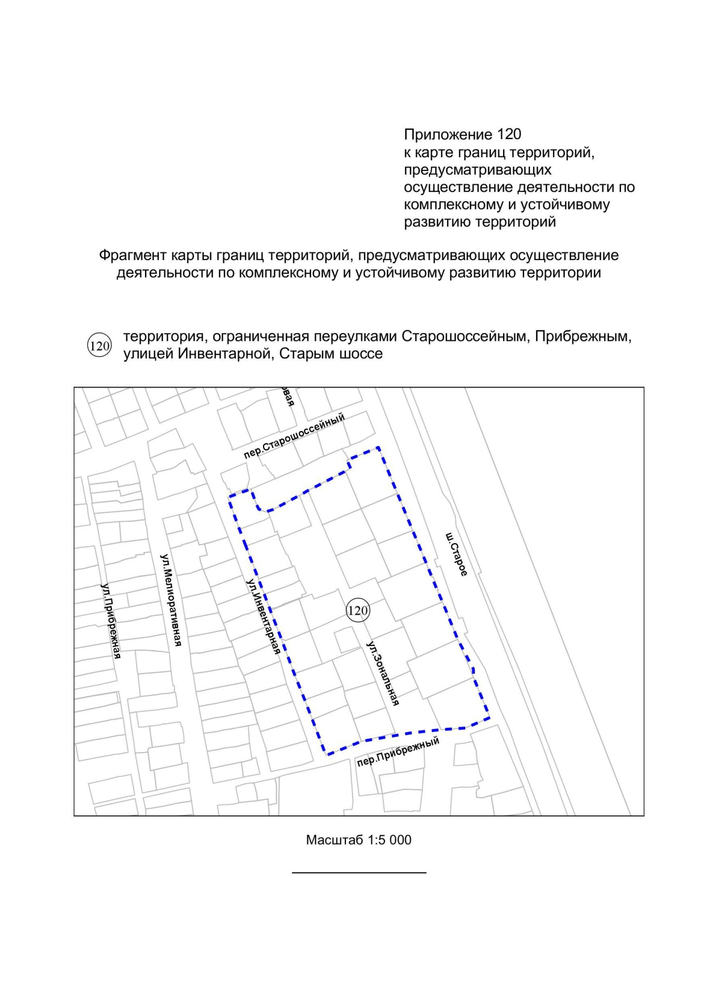 Приложение 120
к карте границ территорий,
предусматривающих
осуществление деятельности по
комплексному и устойчивому
развитию территорий
Фрагмент карты границ территорий, предусматривающих осуществление
деятельности по комплексному и устойчивому развитию территории
120
территория, ограниченная переулками Старошоссейным, Прибрежным,
улицей Инвентарной, Старым шоссе
овая
пер.Старошоссейный
ш.Старое
ул.Мелиоративная
ул.Инвентарная
ул.Прибрежная
120
ул.Зональная
пер.Прибрежный
Масштаб 1:5 000